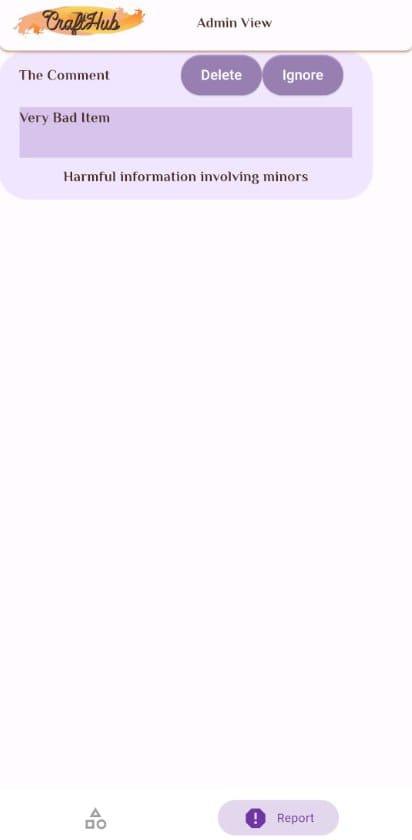 CraftHub
Admin View
The Comment
Delete
Ignore
Very Bad Item
Harmful information involving minors
Report